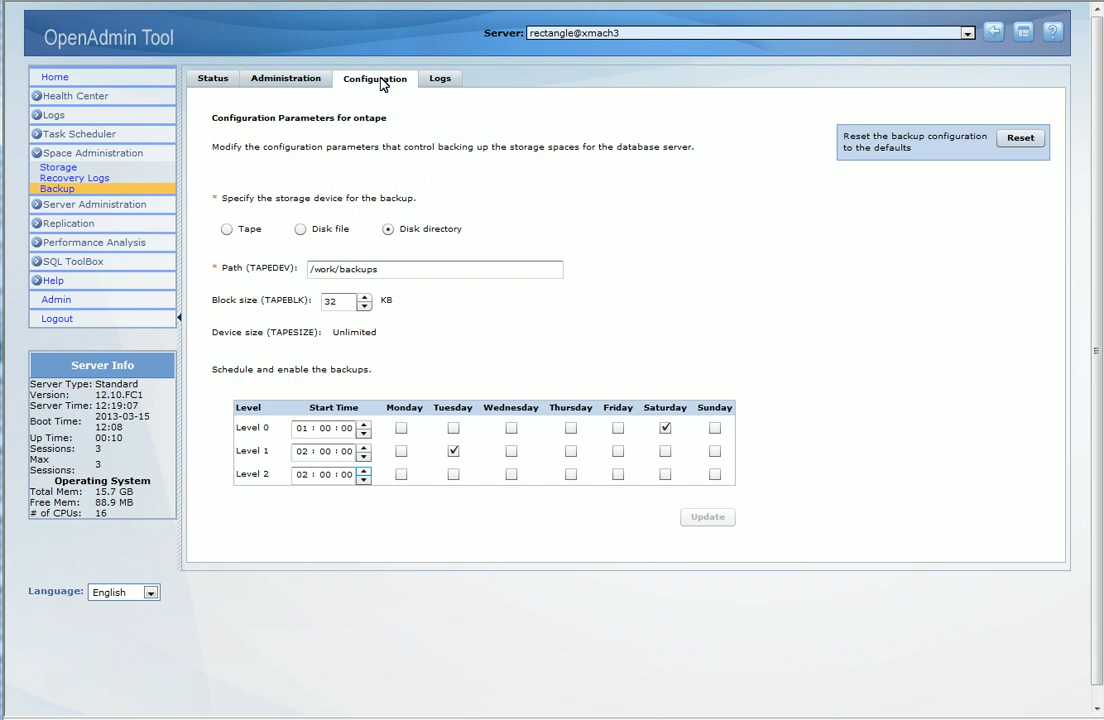 OpenAdmin Tool
Server: rectangle@xmach3
Home
Health Center
Logs
Task Scheduler
Space Administration
Storage
Recovery Logs
Backup
Server Administration
Replication
Performance Analysis
SQL ToolBox
Help
Admin
Logout
Server Info
Server Type: Standard
Version: 12.10.FC1
Server Time: 12:19:07
Boot Time: 2013-03-15 12:08
Up Time: 00:10
Sessions: 3
Max Sessions: 3
Operating System
Total Mem: 15.7 GB
Free Mem: 88.9 MB
# of CPUs: 16
Language: English
Status Administration Configuration Logs
Configuration Parameters for ontape
Modify the configuration parameters that control backing up the storage spaces for the database server.
Reset the backup configuration
to the defaults
Reset
* Specify the storage device for the backup.
Tape Disk file Disk directory
* Path (TAPEDEV): /work/backups
Block size (TAPEBLK): 32 KB
Device size (TAPESIZE): Unlimited
Schedule and enable the backups.
Level Start Time Monday Tuesday Wednesday Thursday Friday Saturday Sunday
Level 0 01 : 00 : 00
Level 1 02 : 00 : 00
Level 2 02 : 00 : 00
Update